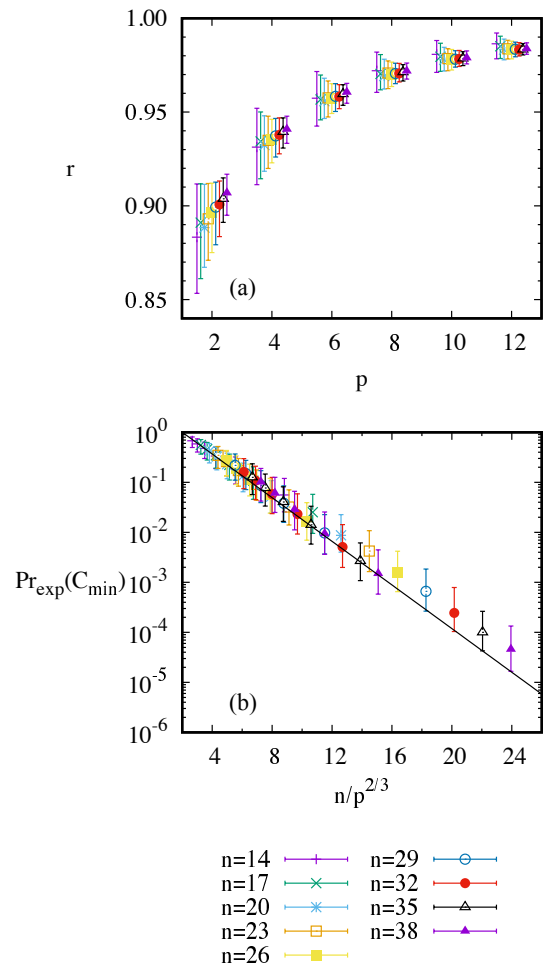 1.00
0.95
r
0.90
0.85
(a)
2 4 6 8 10 12
p
10^0
10^-1
10^-2
Pr_exp(C_min) 10^-3
10^-4
10^-5
10^-6
(b)
4 8 12 16 20 24
n/p^2/3
n=14 n=29
n=17 n=32
n=20 n=35
n=23 n=38
n=26